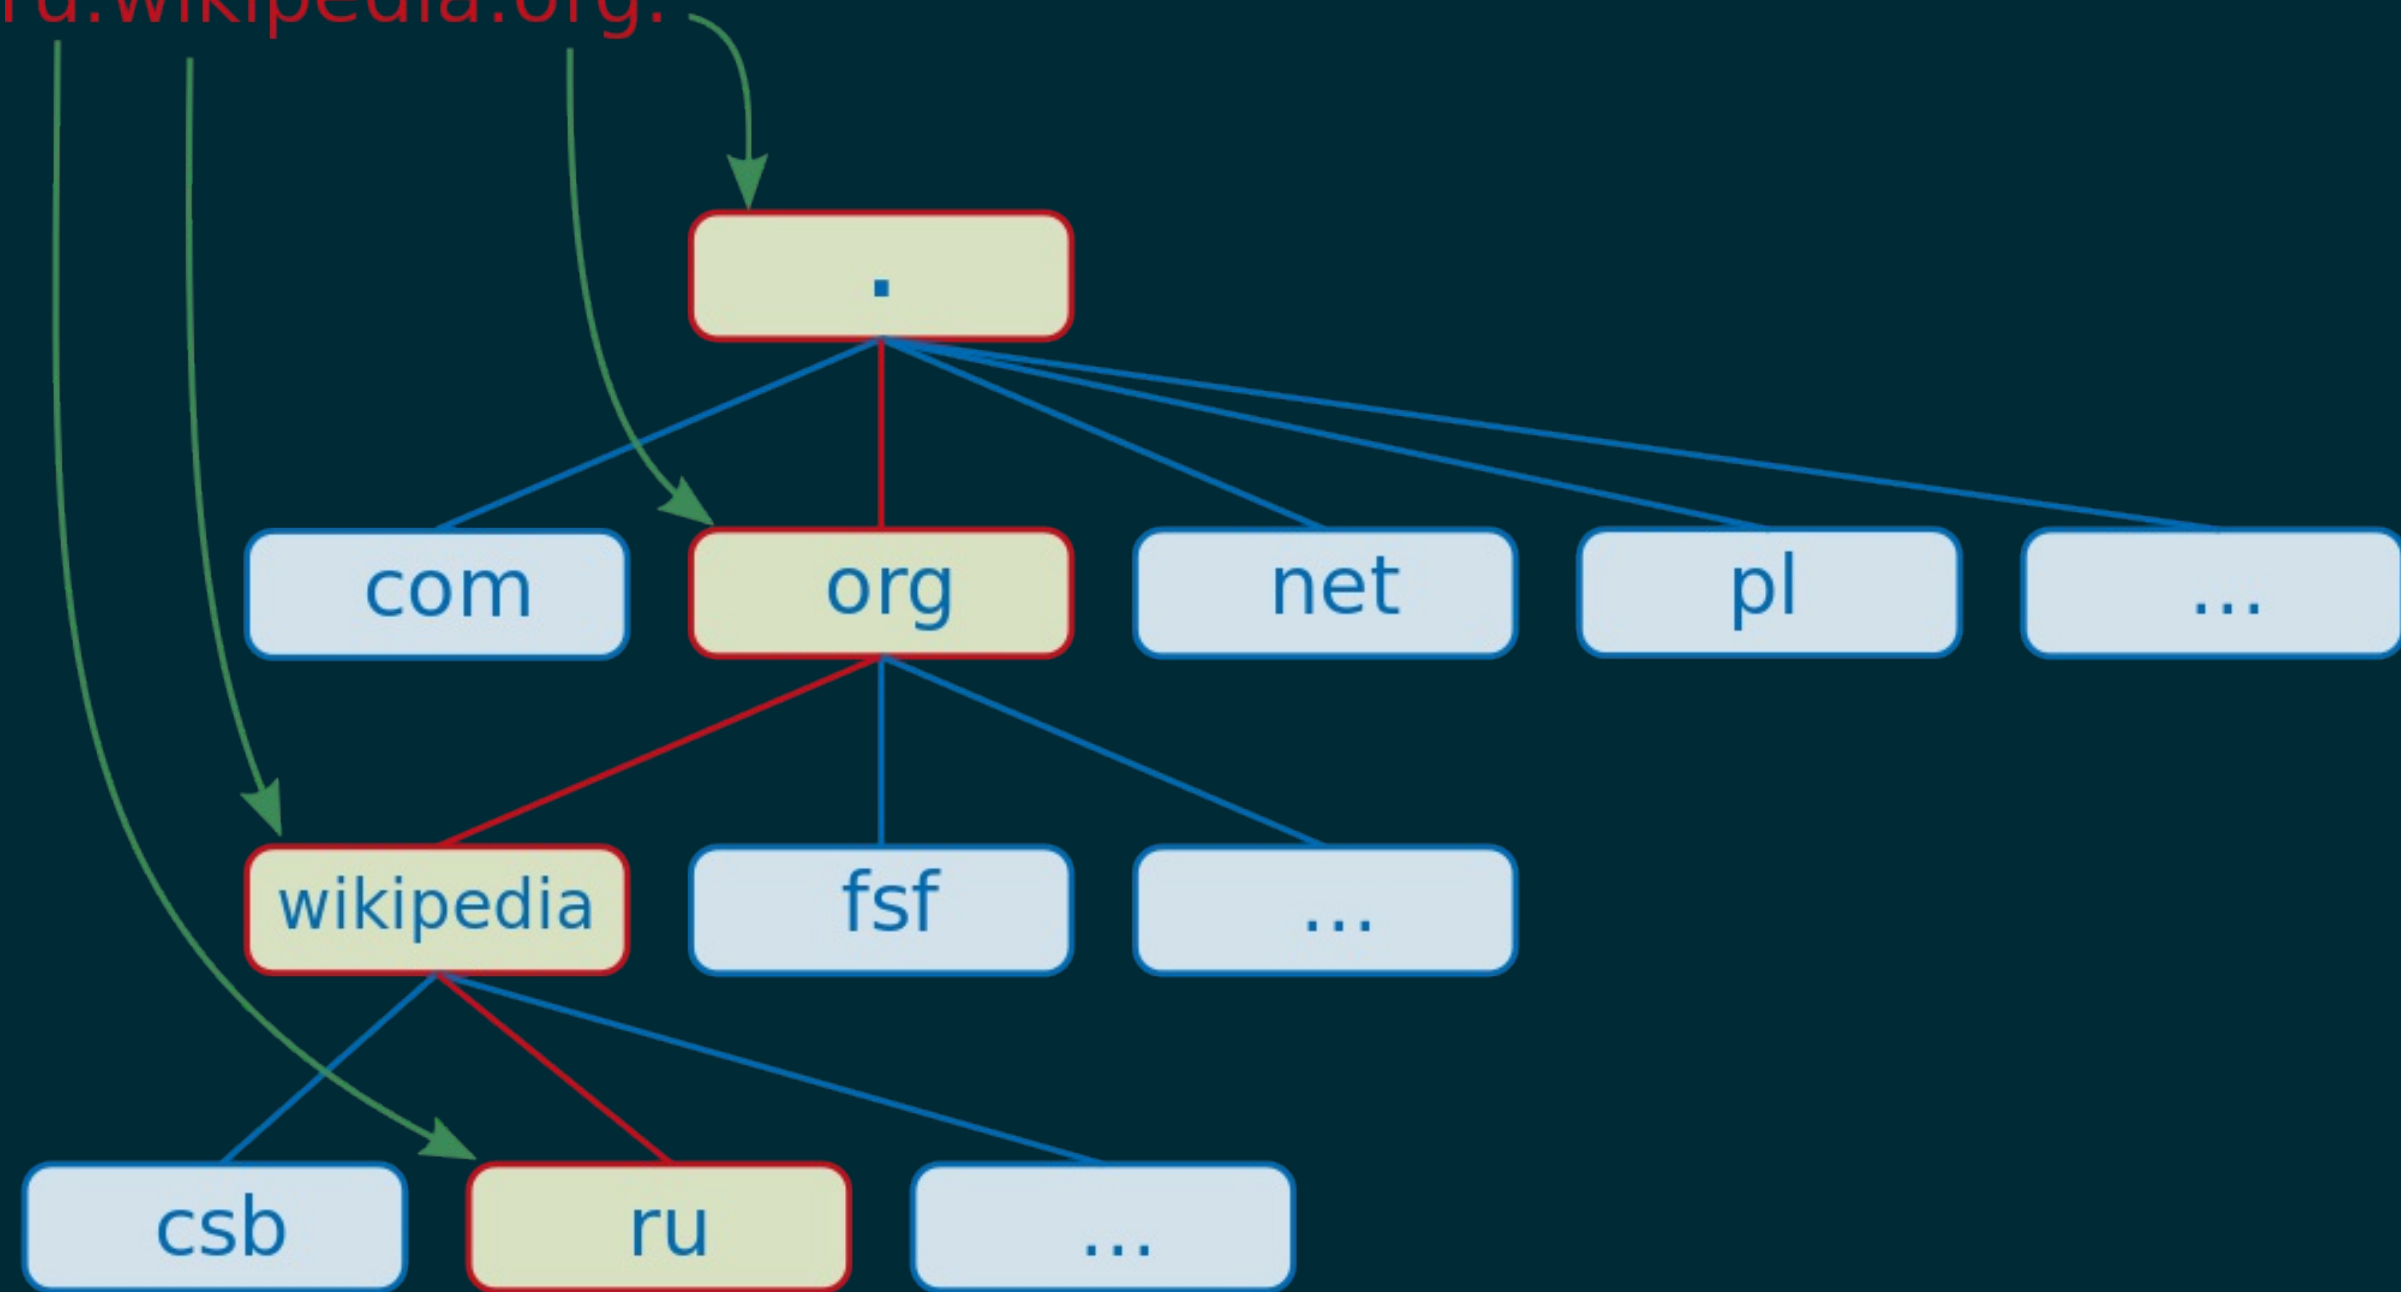 ru.wikipedia.org.
.
com org net pl ...
wikipedia fsf ...
csb ru ...